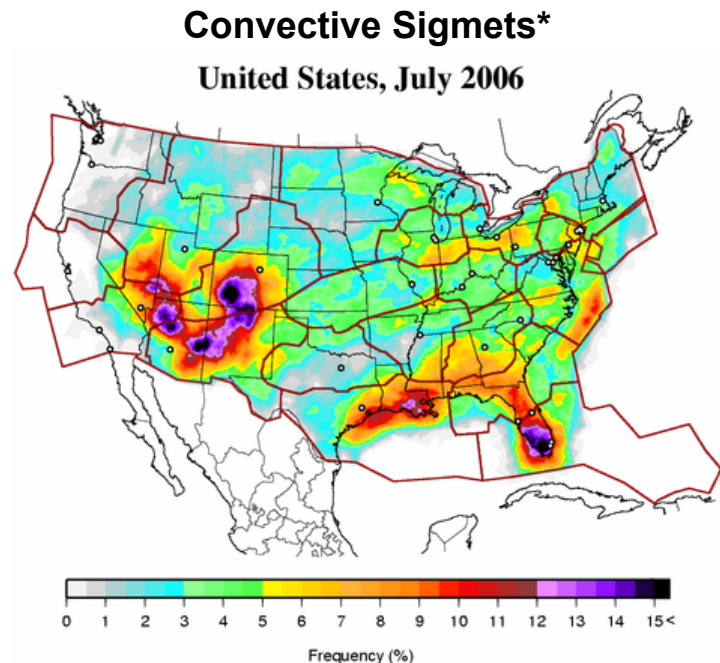 Convective Sigmets*
United States, July 2006
0 1 2 3 4 5 6 7 8 9 10 11 12 13 14 15<
Frequency (%)